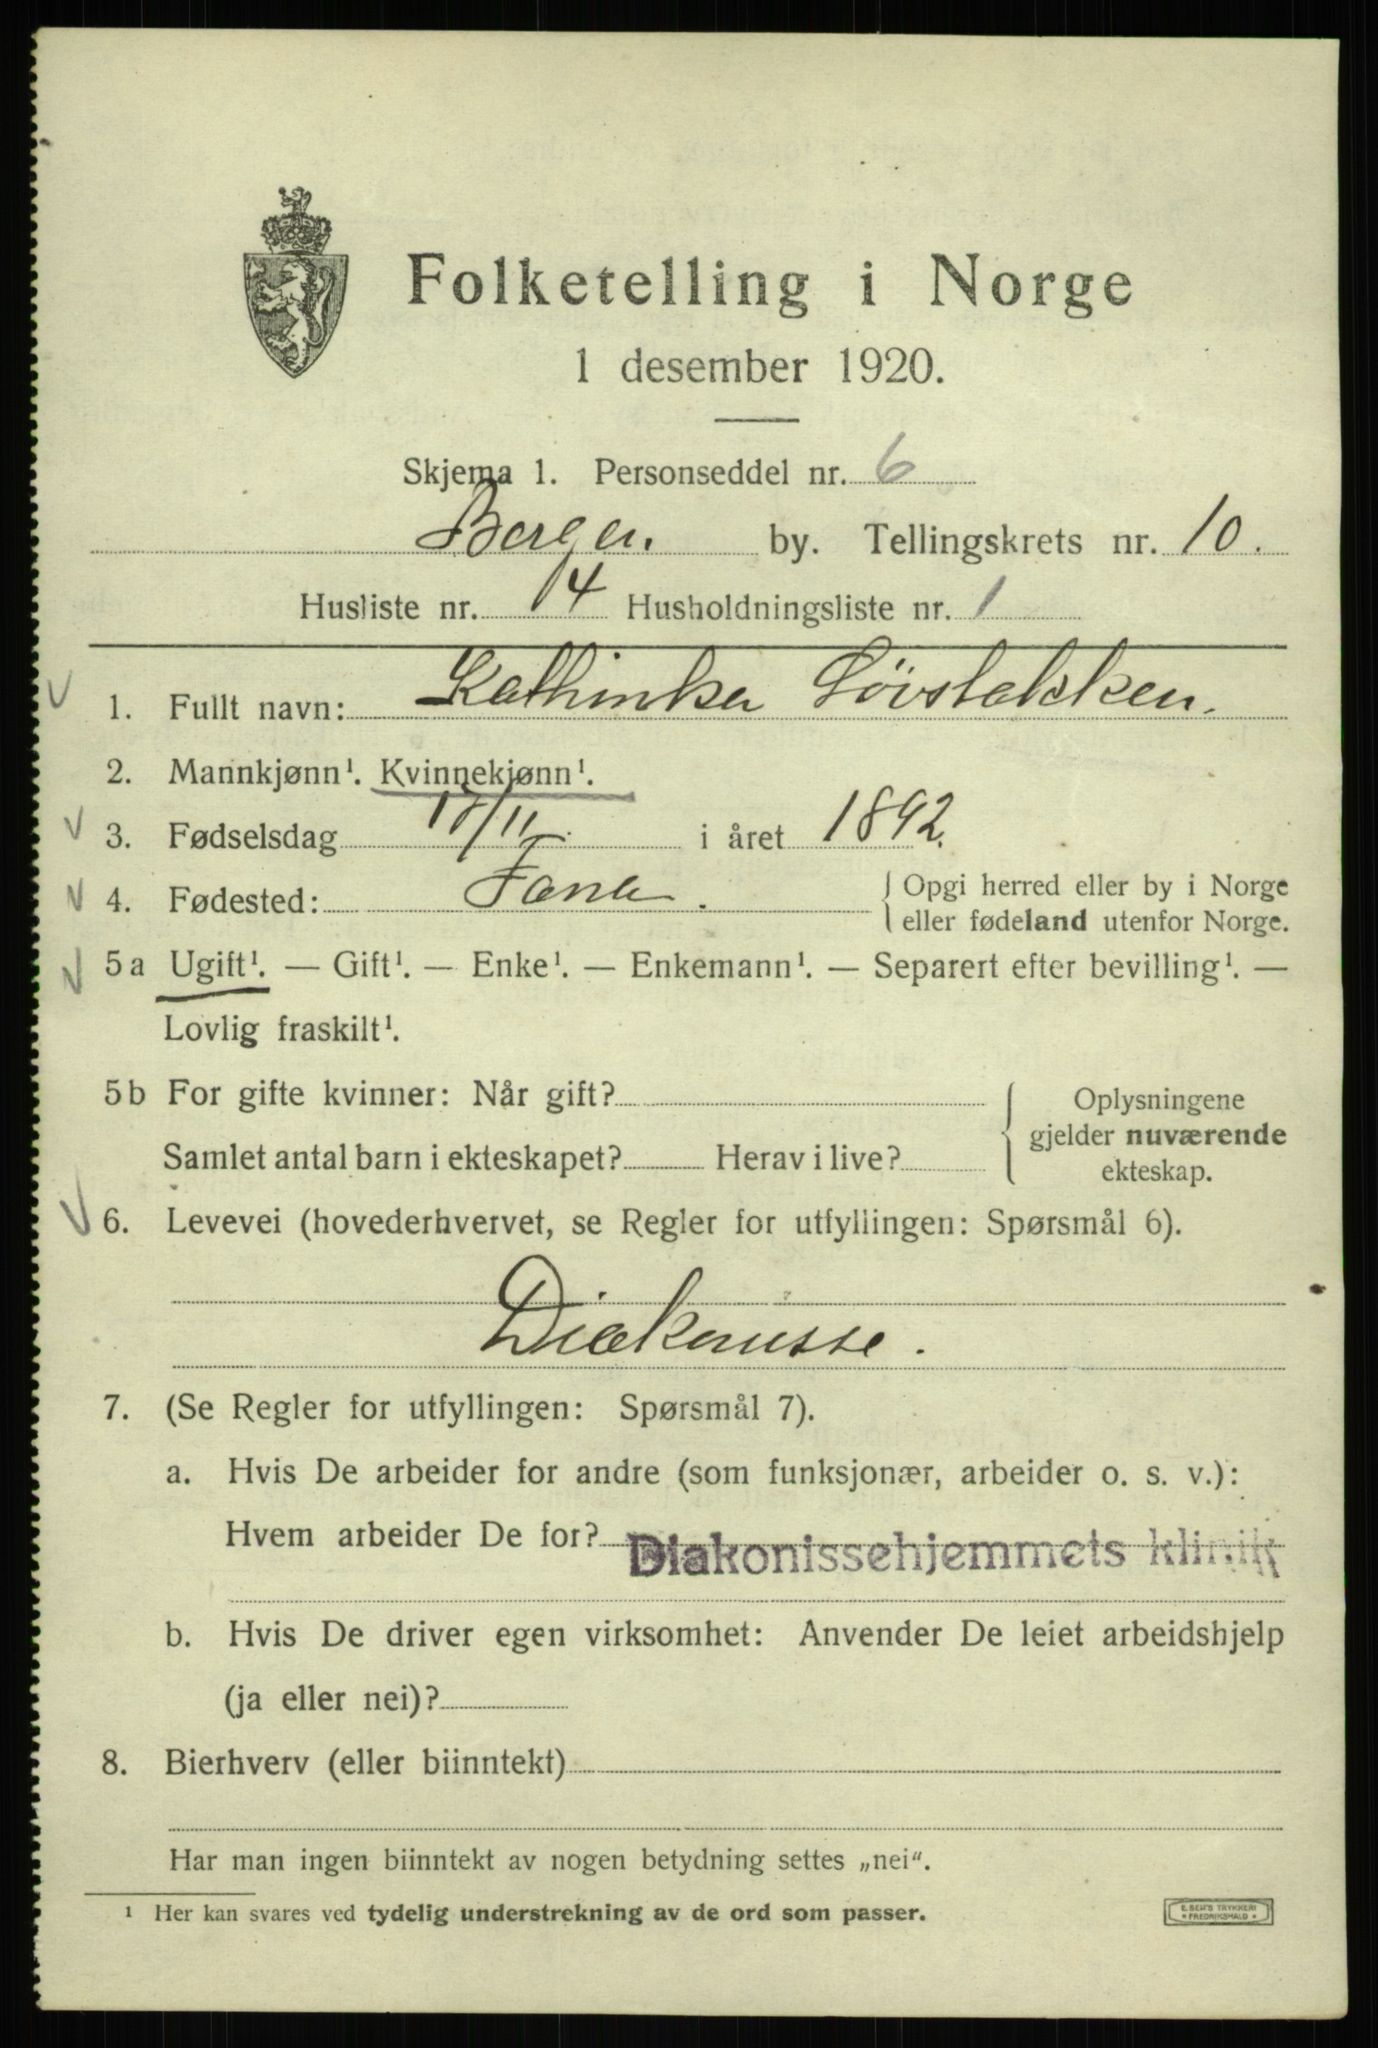 Folketelling i Norge
1 desember 1920.
Skjema 1. Personseddel nr. 6
Bergen. by. Tellingskrets nr. 10.
Husliste nr. 14 Husholdningsliste nr. 1
1. Fullt navn: Kathinka Lövstakken.
2. Mannkjønn¹. Kvinnekjønn¹.
3. Fødselsdag /11. i året 1892.
4. Fødested: Fana. { Opgi herred eller by i Norge
eller fødeland utenfor Norge.
5a Ugift¹. — Gift¹. — Enke¹. — Enkemann¹. — Separert efter bevilling¹. —
Lovlig fraskilt¹.
5b For gifte kvinner: Når gift? { Oplysningene
gjelder nuværende
Samlet antal barn i ekteskapet? Herav i live?
ekteskap.
6. Levevei (hovederhvervet, se Regler for utfyllingen: Spørsmål 6).
Diakonisse.
7. (Se Regler for utfyllingen: Spørsmål 7).
a. Hvis De arbeider for andre (som funksjonær, arbeider o. s. v.):
Hvem arbeider De for? Diakonissehjemmets klinik
b. Hvis De driver egen virksomhet: Anvender De leiet arbeidshjelp
(ja eller nei)?
8. Bierhverv (eller biinntekt)
Har man ingen biinntekt av nogen betydning settes „nei“.
¹ Her kan svares ved tydelig understrekning av de ord som passer.
E. SEM'S TRYKKERI
* FREDRIKSHALD *